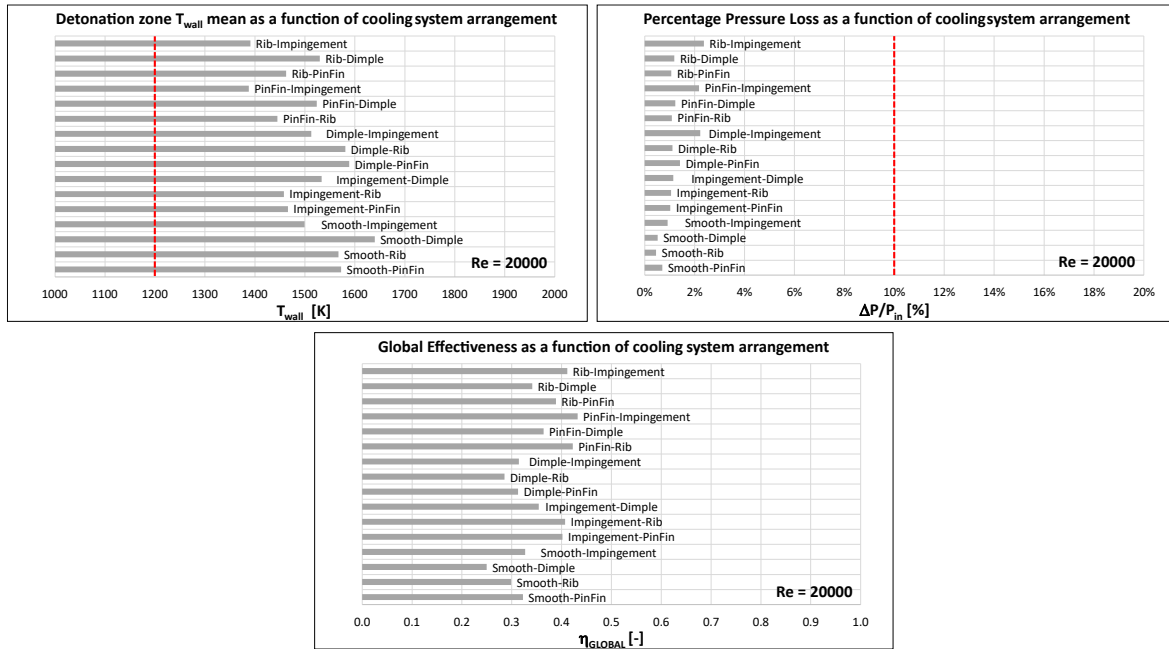 Detonation zone Twall mean as a function of cooling system arrangement
Rib-Impingement
Rib-Dimple
Rib-PinFin
PinFin-Impingement
PinFin-Dimple
PinFin-Rib
Dimple-Impingement
Dimple-Rib
Dimple-PinFin
Impingement-Dimple
Impingement-Rib
Impingement-PinFin
Smooth-Impingement
Smooth-Dimple
Smooth-Rib
Smooth-PinFin
Re = 20000
1000 1100 1200 1300 1400 1500 1600 1700 1800 1900 2000
Twall [K]
Percentage Pressure Loss as a function of cooling system arrangement
Rib-Impingement
Rib-Dimple
Rib-PinFin
PinFin-Impingement
PinFin-Dimple
PinFin-Rib
Dimple-Impingement
Dimple-Rib
Dimple-PinFin
Impingement-Dimple
Impingement-Rib
Impingement-PinFin
Smooth-Impingement
Smooth-Dimple
Smooth-Rib
Smooth-PinFin
Re = 20000
0% 2% 4% 6% 8% 10% 12% 14% 16% 18% 20%
ΔP/Pin [%]
Global Effectiveness as a function of cooling system arrangement
Rib-Impingement
Rib-Dimple
Rib-PinFin
PinFin-Impingement
PinFin-Dimple
PinFin-Rib
Dimple-Impingement
Dimple-Rib
Dimple-PinFin
Impingement-Dimple
Impingement-Rib
Impingement-PinFin
Smooth-Impingement
Smooth-Dimple
Smooth-Rib
Smooth-PinFin
Re = 20000
0.0 0.1 0.2 0.3 0.4 0.5 0.6 0.7 0.8 0.9 1.0
ηGLOBAL [-]